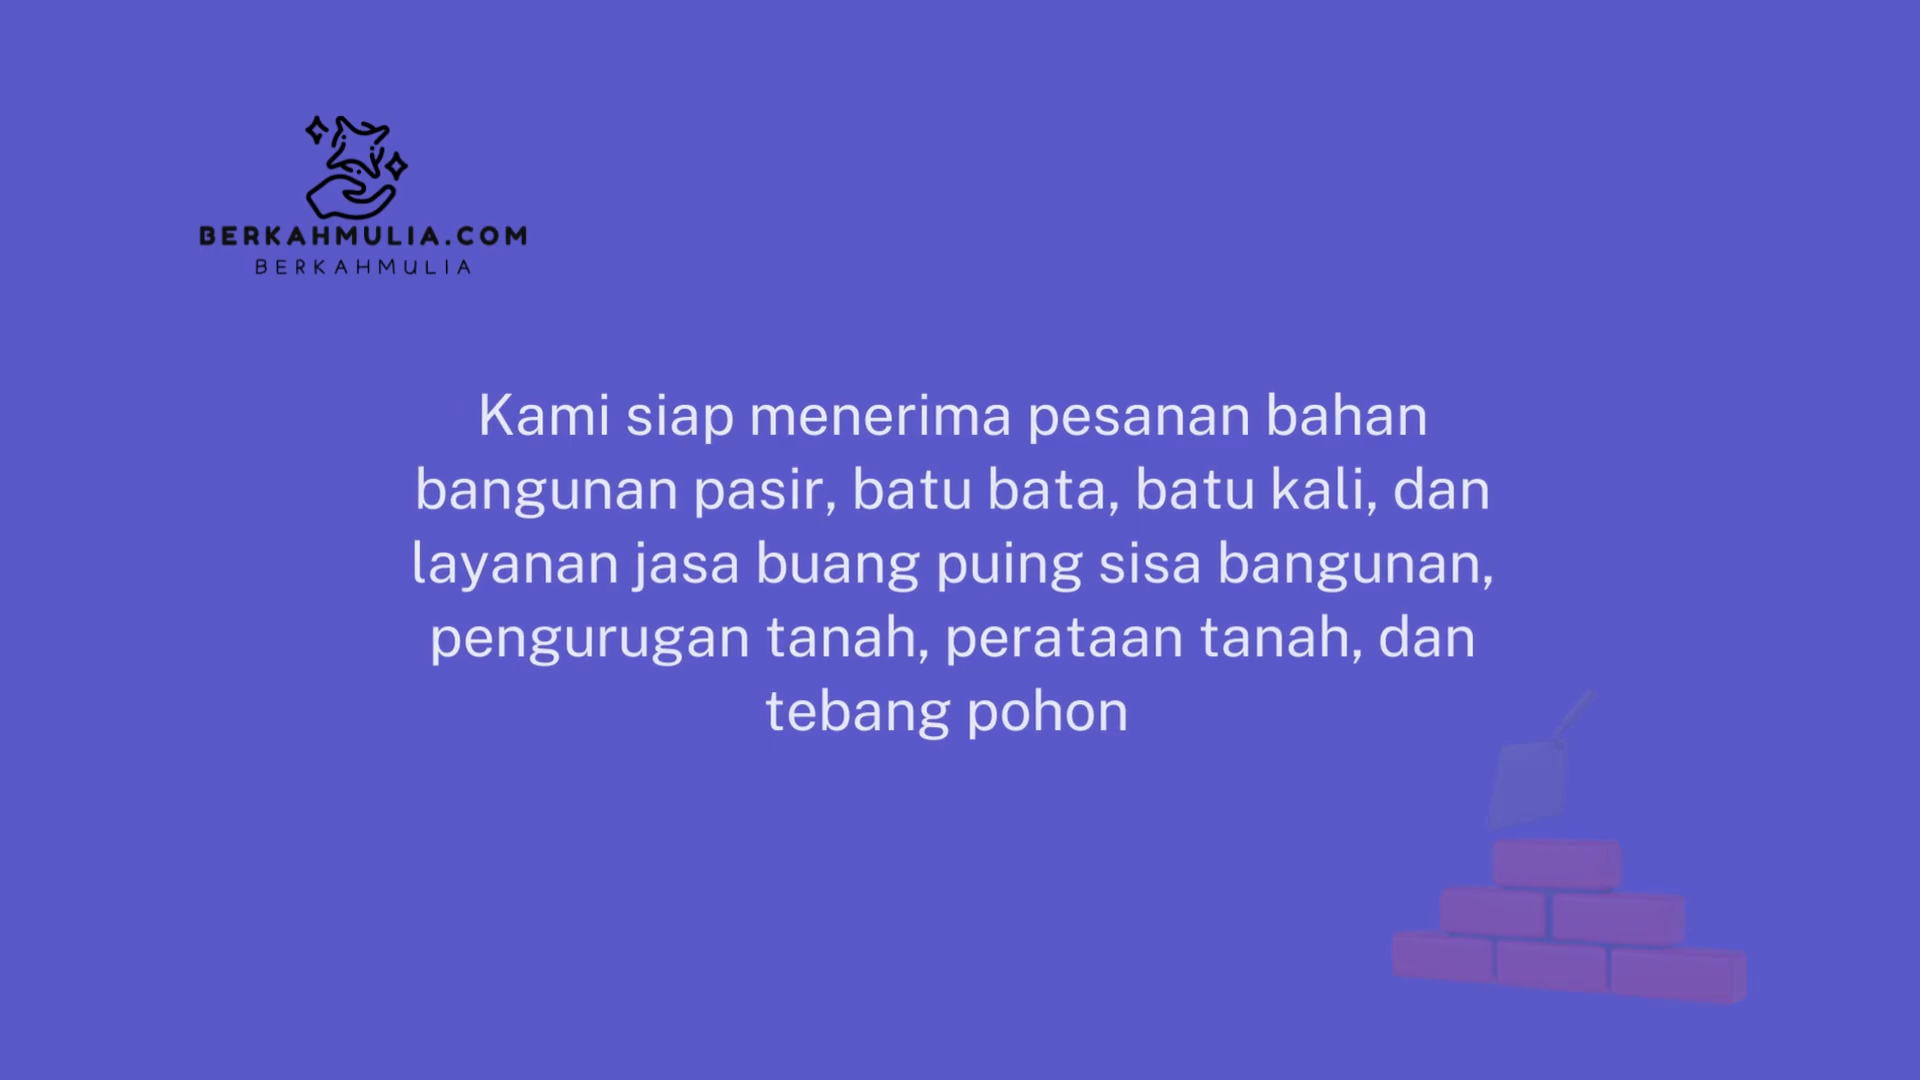 BERKAHMULIA.COM
BERKAHMULIA
Kami siap menerima pesanan bahan
bangunan pasir, batu bata, batu kali, dan
layanan jasa buang puing sisa bangunan,
pengurugan tanah, perataan tanah, dan
tebang pohon